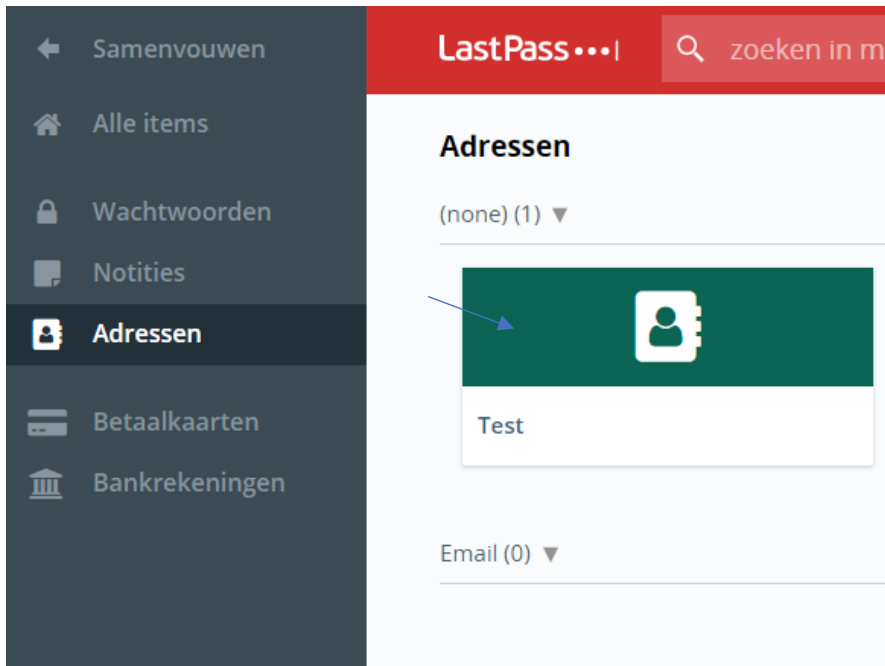 Samenvouwen
Alle items
Wachtwoorden
Notities
Adressen
Betaalkaarten
Bankrekeningen
LastPass
zoeken in m
Adressen
(none) (1) ▼
Test
Email (0) ▼